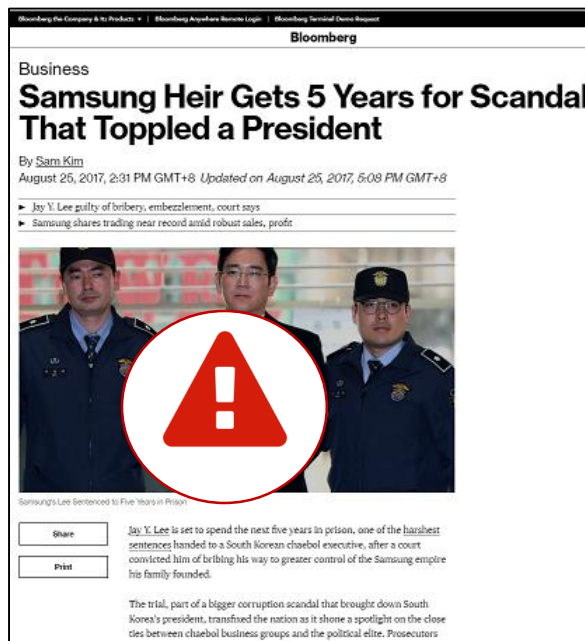 Bloomberg the Company & Its Products ▾ | Bloomberg Anywhere Remote Login | Bloomberg Terminal Demo Request
Bloomberg
Business
Samsung Heir Gets 5 Years for Scandal
That Toppled a President
By Sam Kim
August 25, 2017, 2:31 PM GMT+8 Updated on August 25, 2017, 5:08 PM GMT+8
► Jay Y. Lee guilty of bribery, embezzlement, court says
► Samsung shares trading near record amid robust sales, profit
!
Samsung's Lee Sentenced to Five Years in Prison
Share
Print
Jay Y. Lee is set to spend the next five years in prison, one of the harshest
sentences handed to a South Korean chaebol executive, after a court
convicted him of bribing his way to greater control of the Samsung empire
his family founded.
The trial, part of a bigger corruption scandal that brought down South
Korea's president, transfixed the nation as it shone a spotlight on the close
ties between chaebol business groups and the political elite. Prosecutors